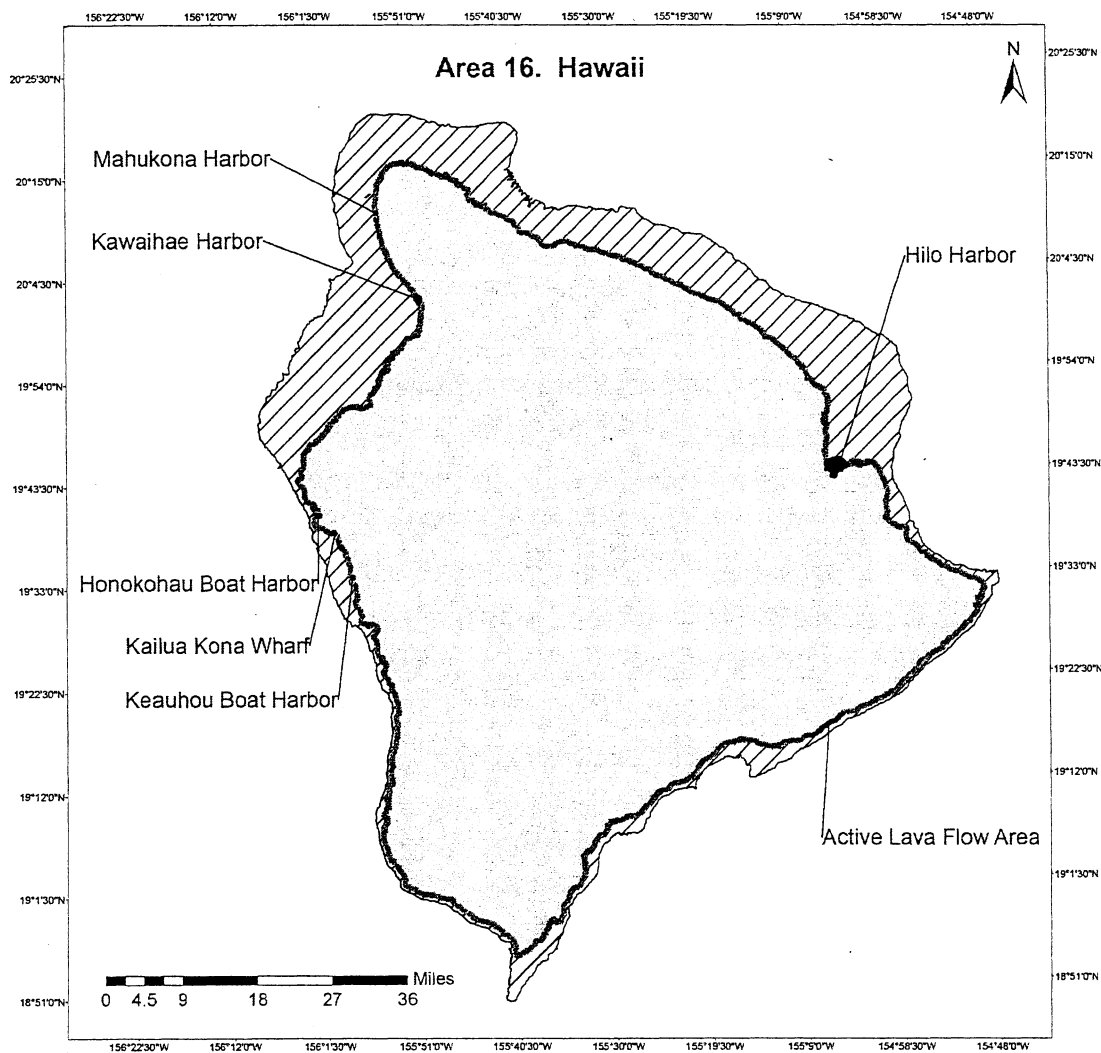 156°22'30"W 156°12'0"W 156°1'30"W 155°51'0"W 155°40'30"W 155°30'0"W 155°19'30"W 155°9'0"W 154°58'30"W 154°48'0"W
Area 16. Hawaii
N
20°25'30"N
20°25'30"N
Mahukona Harbor
20°15'0"N
20°15'0"N
Kawaihae Harbor
Hilo Harbor
20°4'30"N
20°4'30"N
19°54'0"N
19°54'0"N
19°43'30"N
19°43'30"N
Honokohau Boat Harbor
19°33'0"N
19°33'0"N
Kailua Kona Wharf
Keauhou Boat Harbor
19°22'30"N
19°22'30"N
19°12'0"N
19°12'0"N
Active Lava Flow Area
19°1'30"N
19°1'30"N
Miles
0 4.5 9 18 27 36
18°51'0"N
18°51'0"N
156°22'30"W 156°12'0"W 156°1'30"W 155°51'0"W 155°40'30"W 155°30'0"W 155°19'30"W 155°9'0"W 154°58'30"W 154°48'0"W